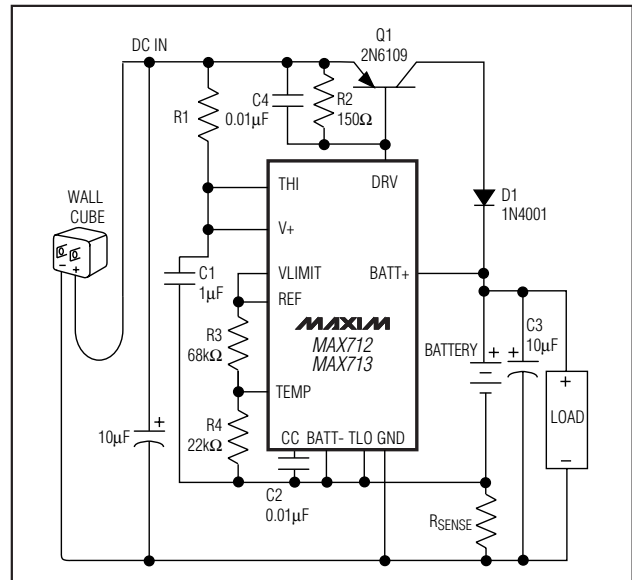 Q1
2N6109
DC IN
R1
C4
0.01µF
R2
150Ω
THI
DRV
D1
1N4001
WALL
CUBE
V+
− +
C1
1µF
VLIMIT
BATT+
REF
R3
68kΩ
MAXIM
MAX712
MAX713
BATTERY
+
+
C3
10µF
+
LOAD
−
TEMP
R4
22kΩ
10µF
+
CC BATT- TLO GND
C2
0.01µF
RSENSE